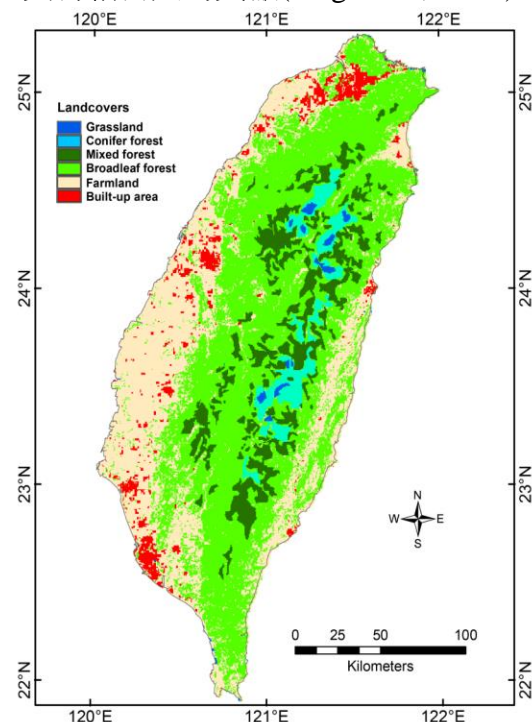 120°E 121°E 122°E
25°N 25°N
Landcovers
Grassland
Conifer forest
Mixed forest
Broadleaf forest
Farmland
Built-up area
24°N 24°N
23°N 23°N
N
W E
S
0 25 50 100
Kilometers
22°N 22°N
120°E 121°E 122°E